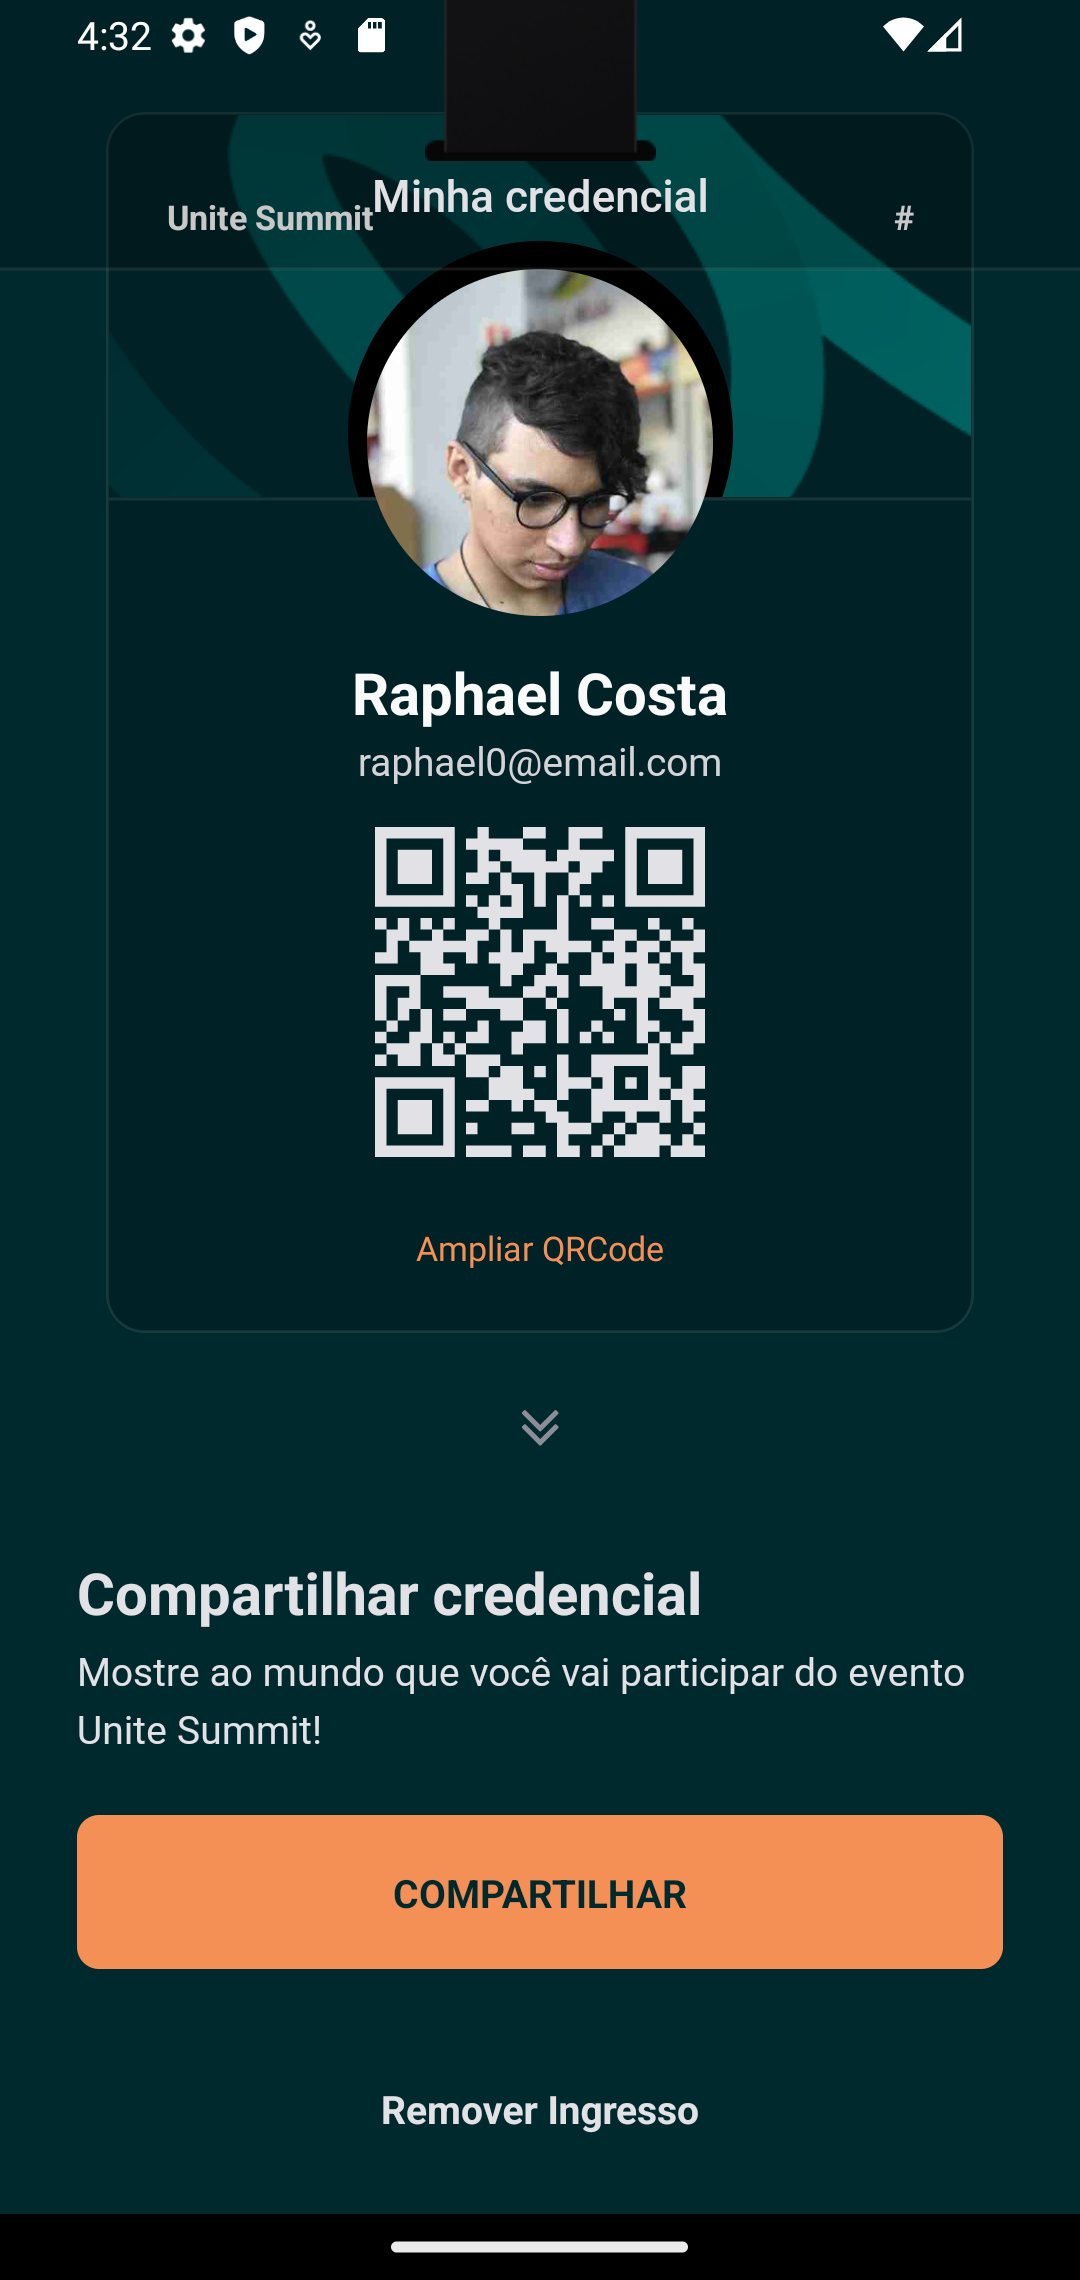 4:32
Minha credencial
Unite Summit
#
Raphael Costa
raphael0@email.com
Ampliar QRCode
Compartilhar credencial
Mostre ao mundo que você vai participar do evento
Unite Summit!
COMPARTILHAR
Remover Ingresso